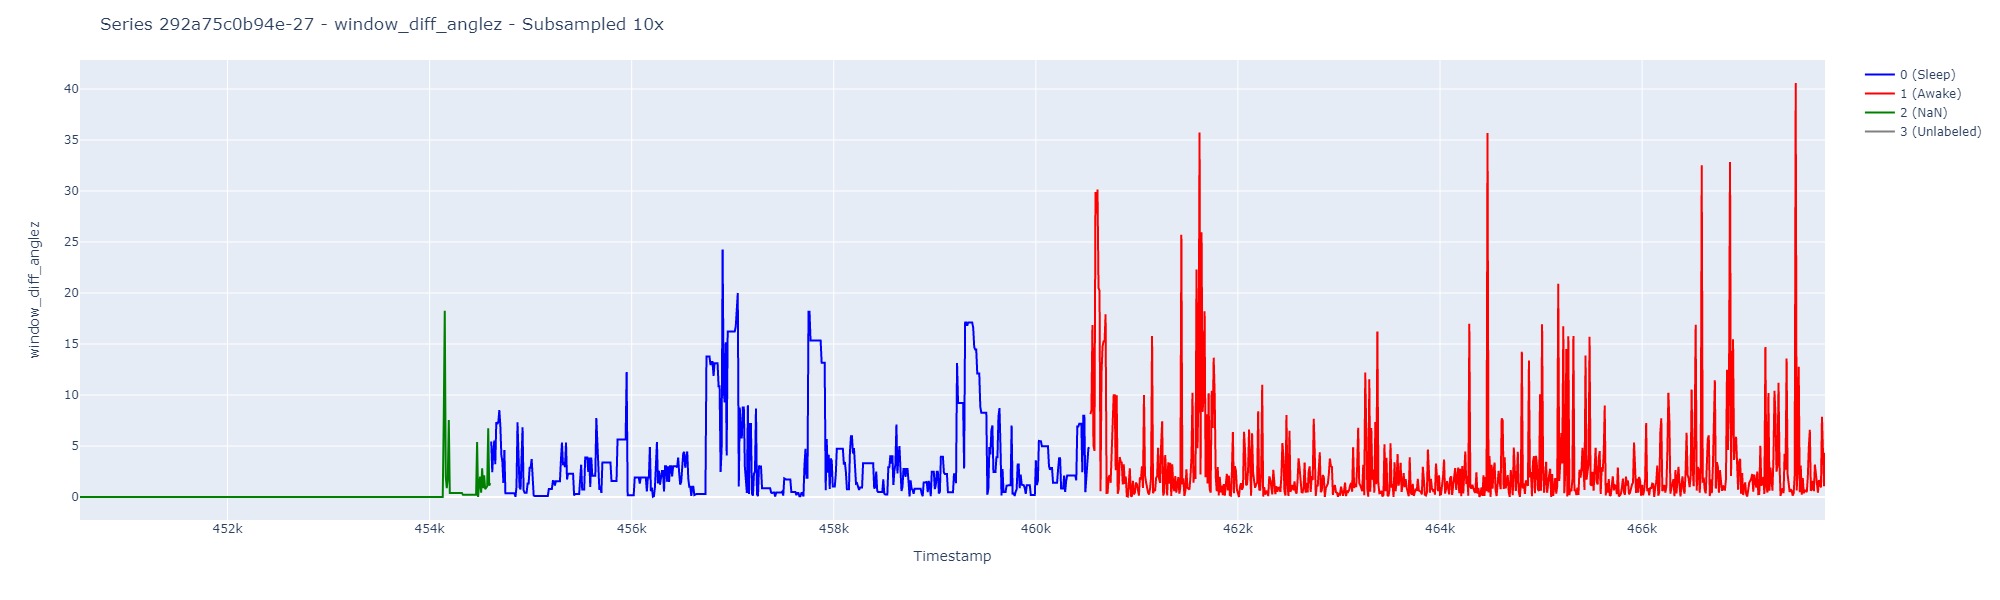 Series 292a75c0b94e-27 - window_diff_anglez - Subsampled 10x
0 (Sleep)
1 (Awake)
2 (NaN)
3 (Unlabeled)
window_diff_anglez
40
35
30
25
20
15
10
5
0
452k 454k 456k 458k 460k 462k 464k 466k
Timestamp